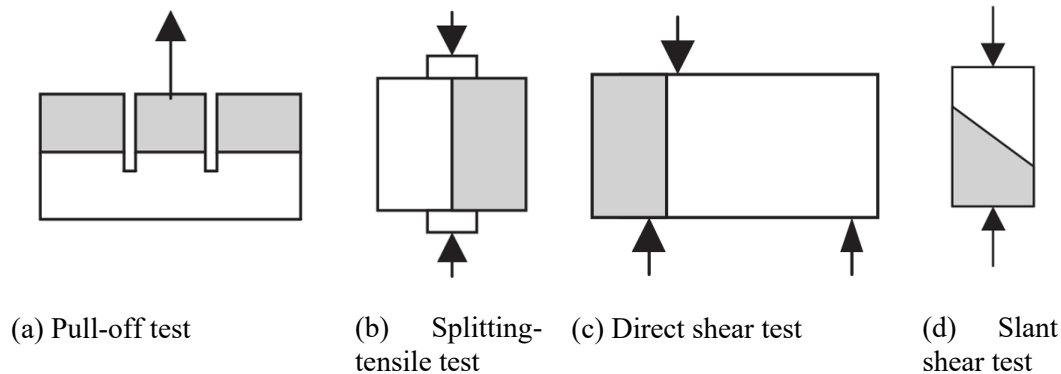 (a) Pull-off test
(b) Splitting-
tensile test
(c) Direct shear test
(d) Slant
shear test